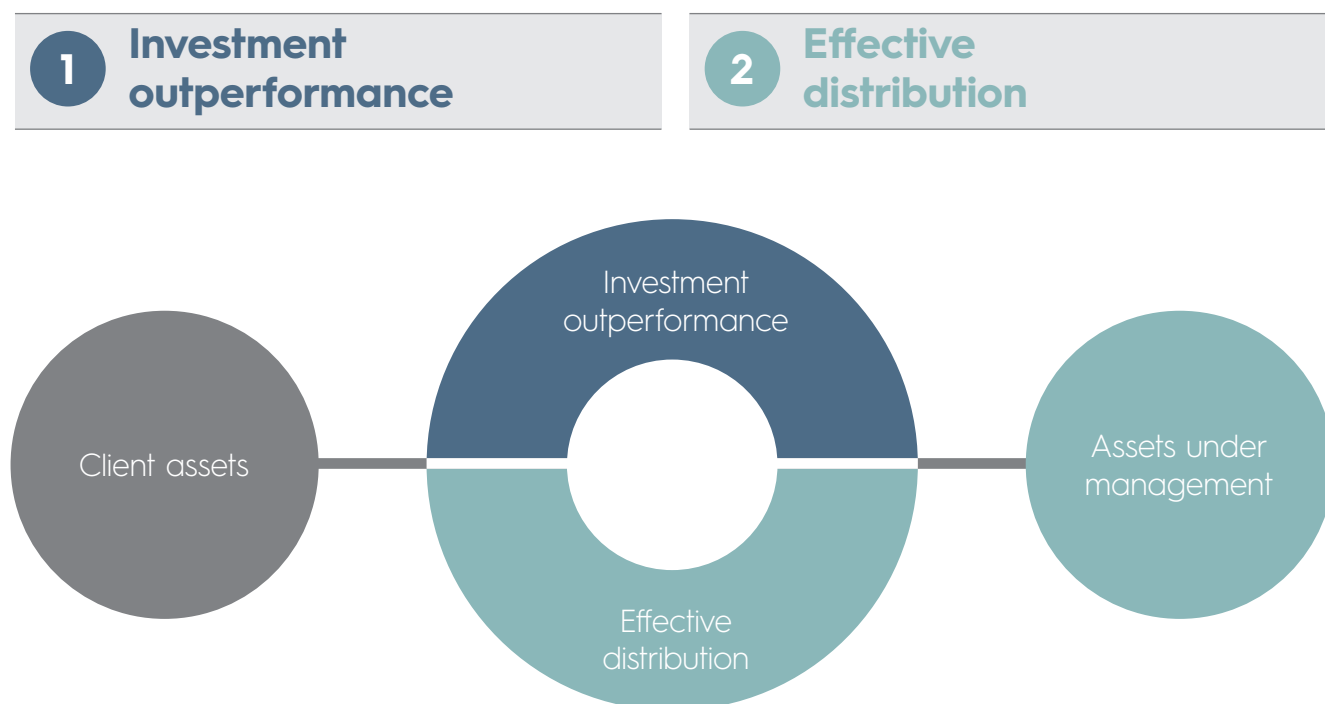 1
Investment
outperformance
2
Effective
distribution
Investment
outperformance
Client assets
Assets under
management
Effective
distribution